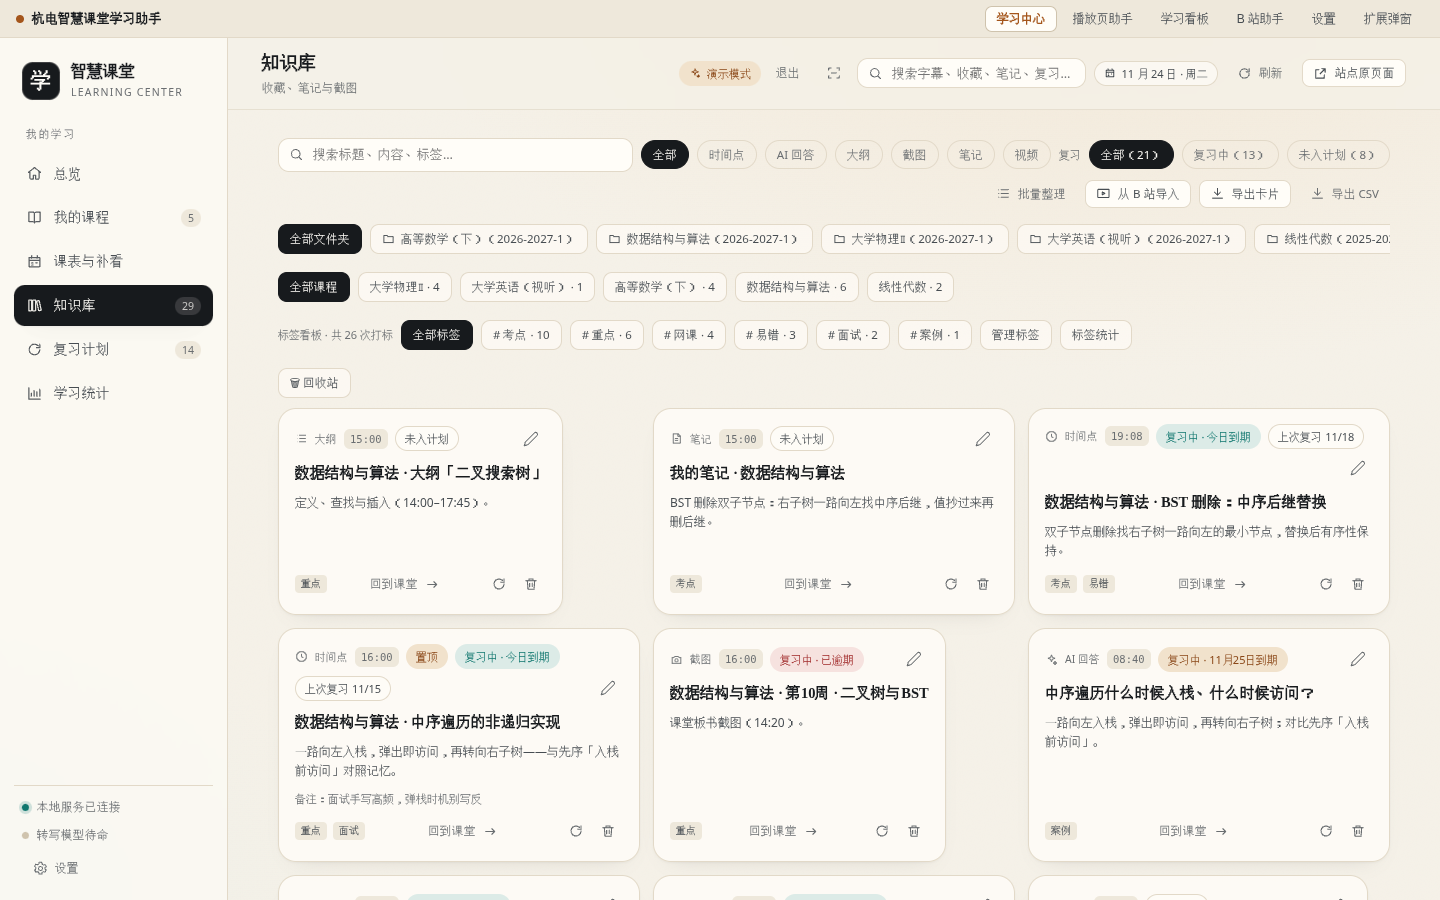 杭电智慧课堂学习助手
学习中心 播放页助手 学习看板 B 站助手 设置 扩展弹窗
学 智慧课堂
LEARNING CENTER
我的学习
总览
我的课程 5
课表与补看
知识库 29
复习计划 14
学习统计
本地服务已连接
转写模型待命
设置
知识库
收藏、笔记与截图
演示模式 退出 搜索字幕、收藏、笔记、复习... 11 月 24 日 · 周二 刷新 站点原页面
搜索标题、内容、标签... 全部 时间点 AI 回答 大纲 截图 笔记 视频 复习 全部（21） 复习中（13） 未入计划（8）
批量整理 从 B 站导入 导出卡片 导出 CSV
全部文件夹 高等数学（下）（2026-2027-1） 数据结构与算法（2026-2027-1） 大学物理Ⅱ（2026-2027-1） 大学英语（视听）（2026-2027-1） 线性代数（2025-202
全部课程 大学物理Ⅱ · 4 大学英语（视听） · 1 高等数学（下） · 4 数据结构与算法 · 6 线性代数 · 2
标签看板 · 共 26 次打标 全部标签 # 考点 · 10 # 重点 · 6 # 网课 · 4 # 易错 · 3 # 面试 · 2 # 案例 · 1 管理标签 标签统计
回收站
大纲 15:00 未入计划
数据结构与算法 · 大纲「二叉搜索树」
定义、查找与插入（14:00–17:45）。
重点 回到课堂 →
笔记 15:00 未入计划
我的笔记 · 数据结构与算法
BST 删除双子节点：右子树一路向左找中序后继，值抄过来再
删后继。
考点 回到课堂 →
时间点 19:08 复习中 · 今日到期 上次复习 11/18
数据结构与算法 · BST 删除：中序后继替换
双子节点删除找右子树一路向左的最小节点，替换后有序性保
持。
考点 易错 回到课堂 →
时间点 16:00 置顶 复习中 · 今日到期
上次复习 11/15
数据结构与算法 · 中序遍历的非递归实现
一路向左入栈，弹出即访问，再转向右子树——与先序「入栈
前访问」对照记忆。
备注：面试手写高频，弹栈时机别写反
重点 面试 回到课堂 →
截图 16:00 复习中 · 已逾期
数据结构与算法 · 第10周 · 二叉树与BST
课堂板书截图（14:20）。
重点 回到课堂 →
AI 回答 08:40 复习中 · 11月25日到期
中序遍历什么时候入栈、什么时候访问？
一路向左入栈，弹出即访问，再转向右子树；对比先序「入栈
前访问」。
案例 回到课堂 →